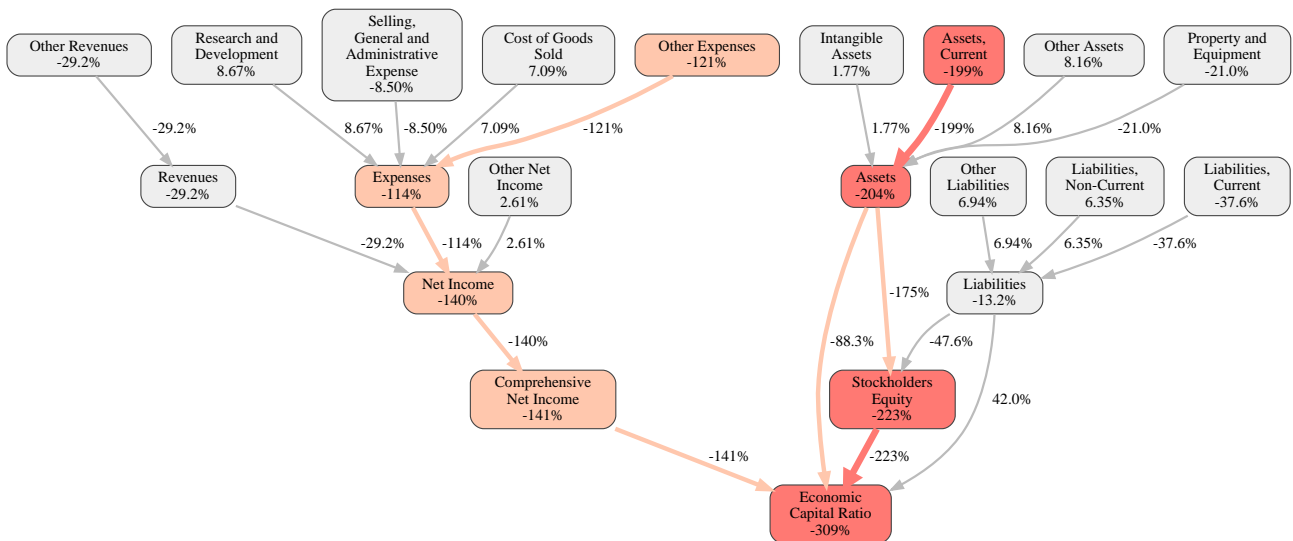 Other Revenues
-29.2%
Research and
Development
8.67%
Selling,
General and
Administrative
Expense
-8.50%
Cost of Goods
Sold
7.09%
Other Expenses
-121%
Intangible
Assets
1.77%
Assets,
Current
-199%
Other Assets
8.16%
Property and
Equipment
-21.0%
-29.2%
8.67%
-8.50%
7.09%
-121%
1.77%
-199%
8.16%
-21.0%
Revenues
-29.2%
Expenses
-114%
Other Net
Income
2.61%
Assets
-204%
Other
Liabilities
6.94%
Liabilities,
Non-Current
6.35%
Liabilities,
Current
-37.6%
-29.2%
-114%
2.61%
6.94%
6.35%
-37.6%
Net Income
-140%
-175%
Liabilities
-13.2%
-140%
-88.3%
-47.6%
Comprehensive
Net Income
-141%
Stockholders
Equity
-223%
42.0%
-141%
-223%
Economic
Capital Ratio
-309%